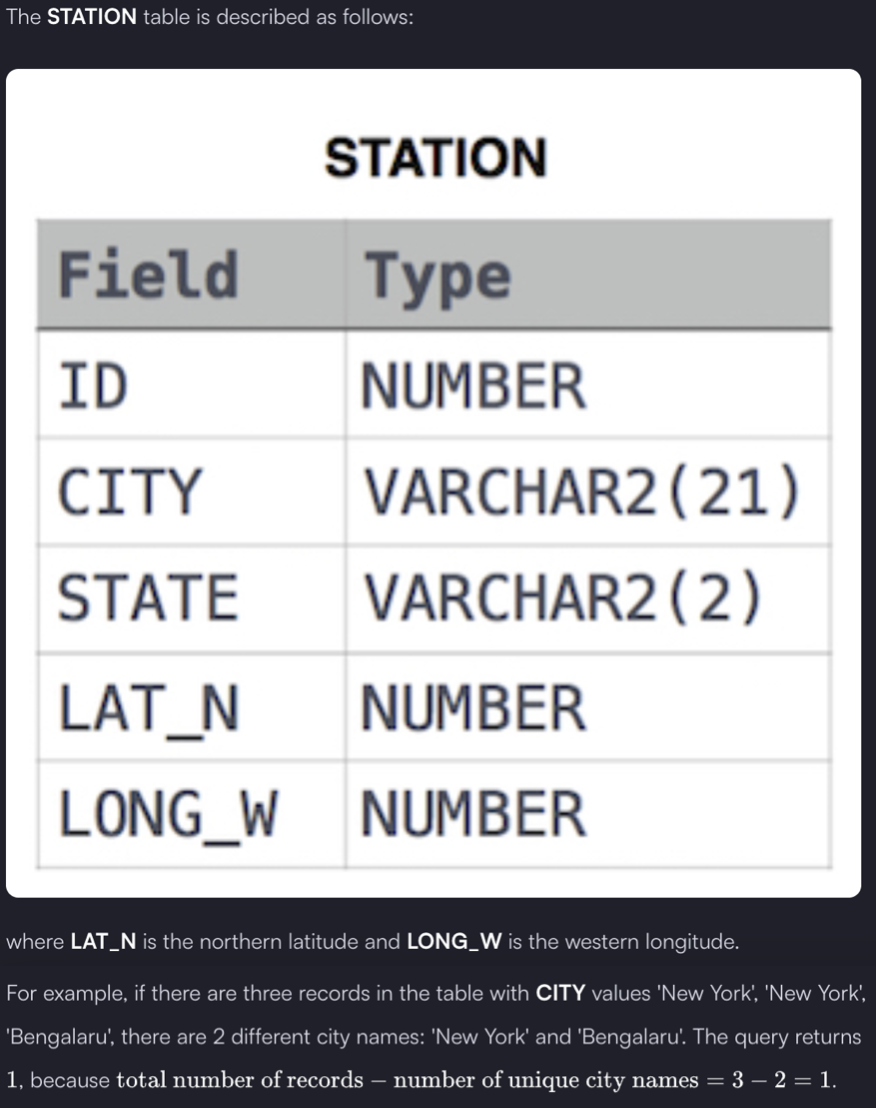 The STATION table is described as follows:
STATION
Field Type
ID NUMBER
CITY VARCHAR2(21)
STATE VARCHAR2(2)
LAT_N NUMBER
LONG_W NUMBER
where LAT_N is the northern latitude and LONG_W is the western longitude.
For example, if there are three records in the table with CITY values 'New York', 'New York',
'Bengalaru', there are 2 different city names: 'New York' and 'Bengalaru'. The query returns
1, because total number of records − number of unique city names = 3 − 2 = 1.